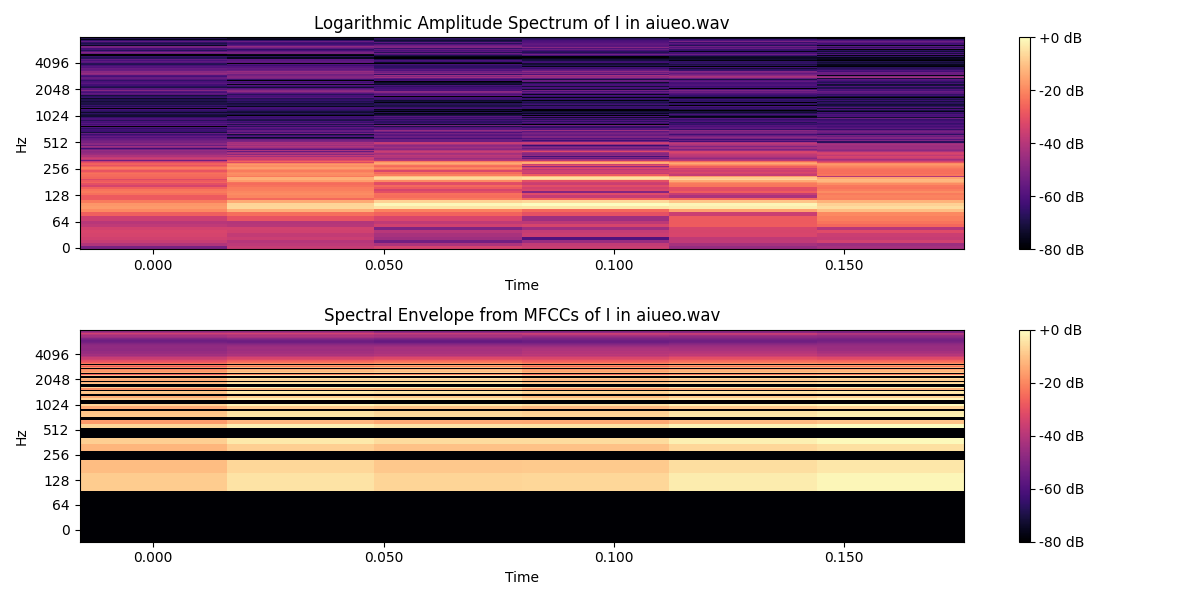 Logarithmic Amplitude Spectrum of I in aiueo.wav
Hz
4096
2048
1024
512
256
128
64
0
0.000 0.050 0.100 0.150
Time
+0 dB
-20 dB
-40 dB
-60 dB
-80 dB
Spectral Envelope from MFCCs of I in aiueo.wav
Hz
4096
2048
1024
512
256
128
64
0
0.000 0.050 0.100 0.150
Time
+0 dB
-20 dB
-40 dB
-60 dB
-80 dB